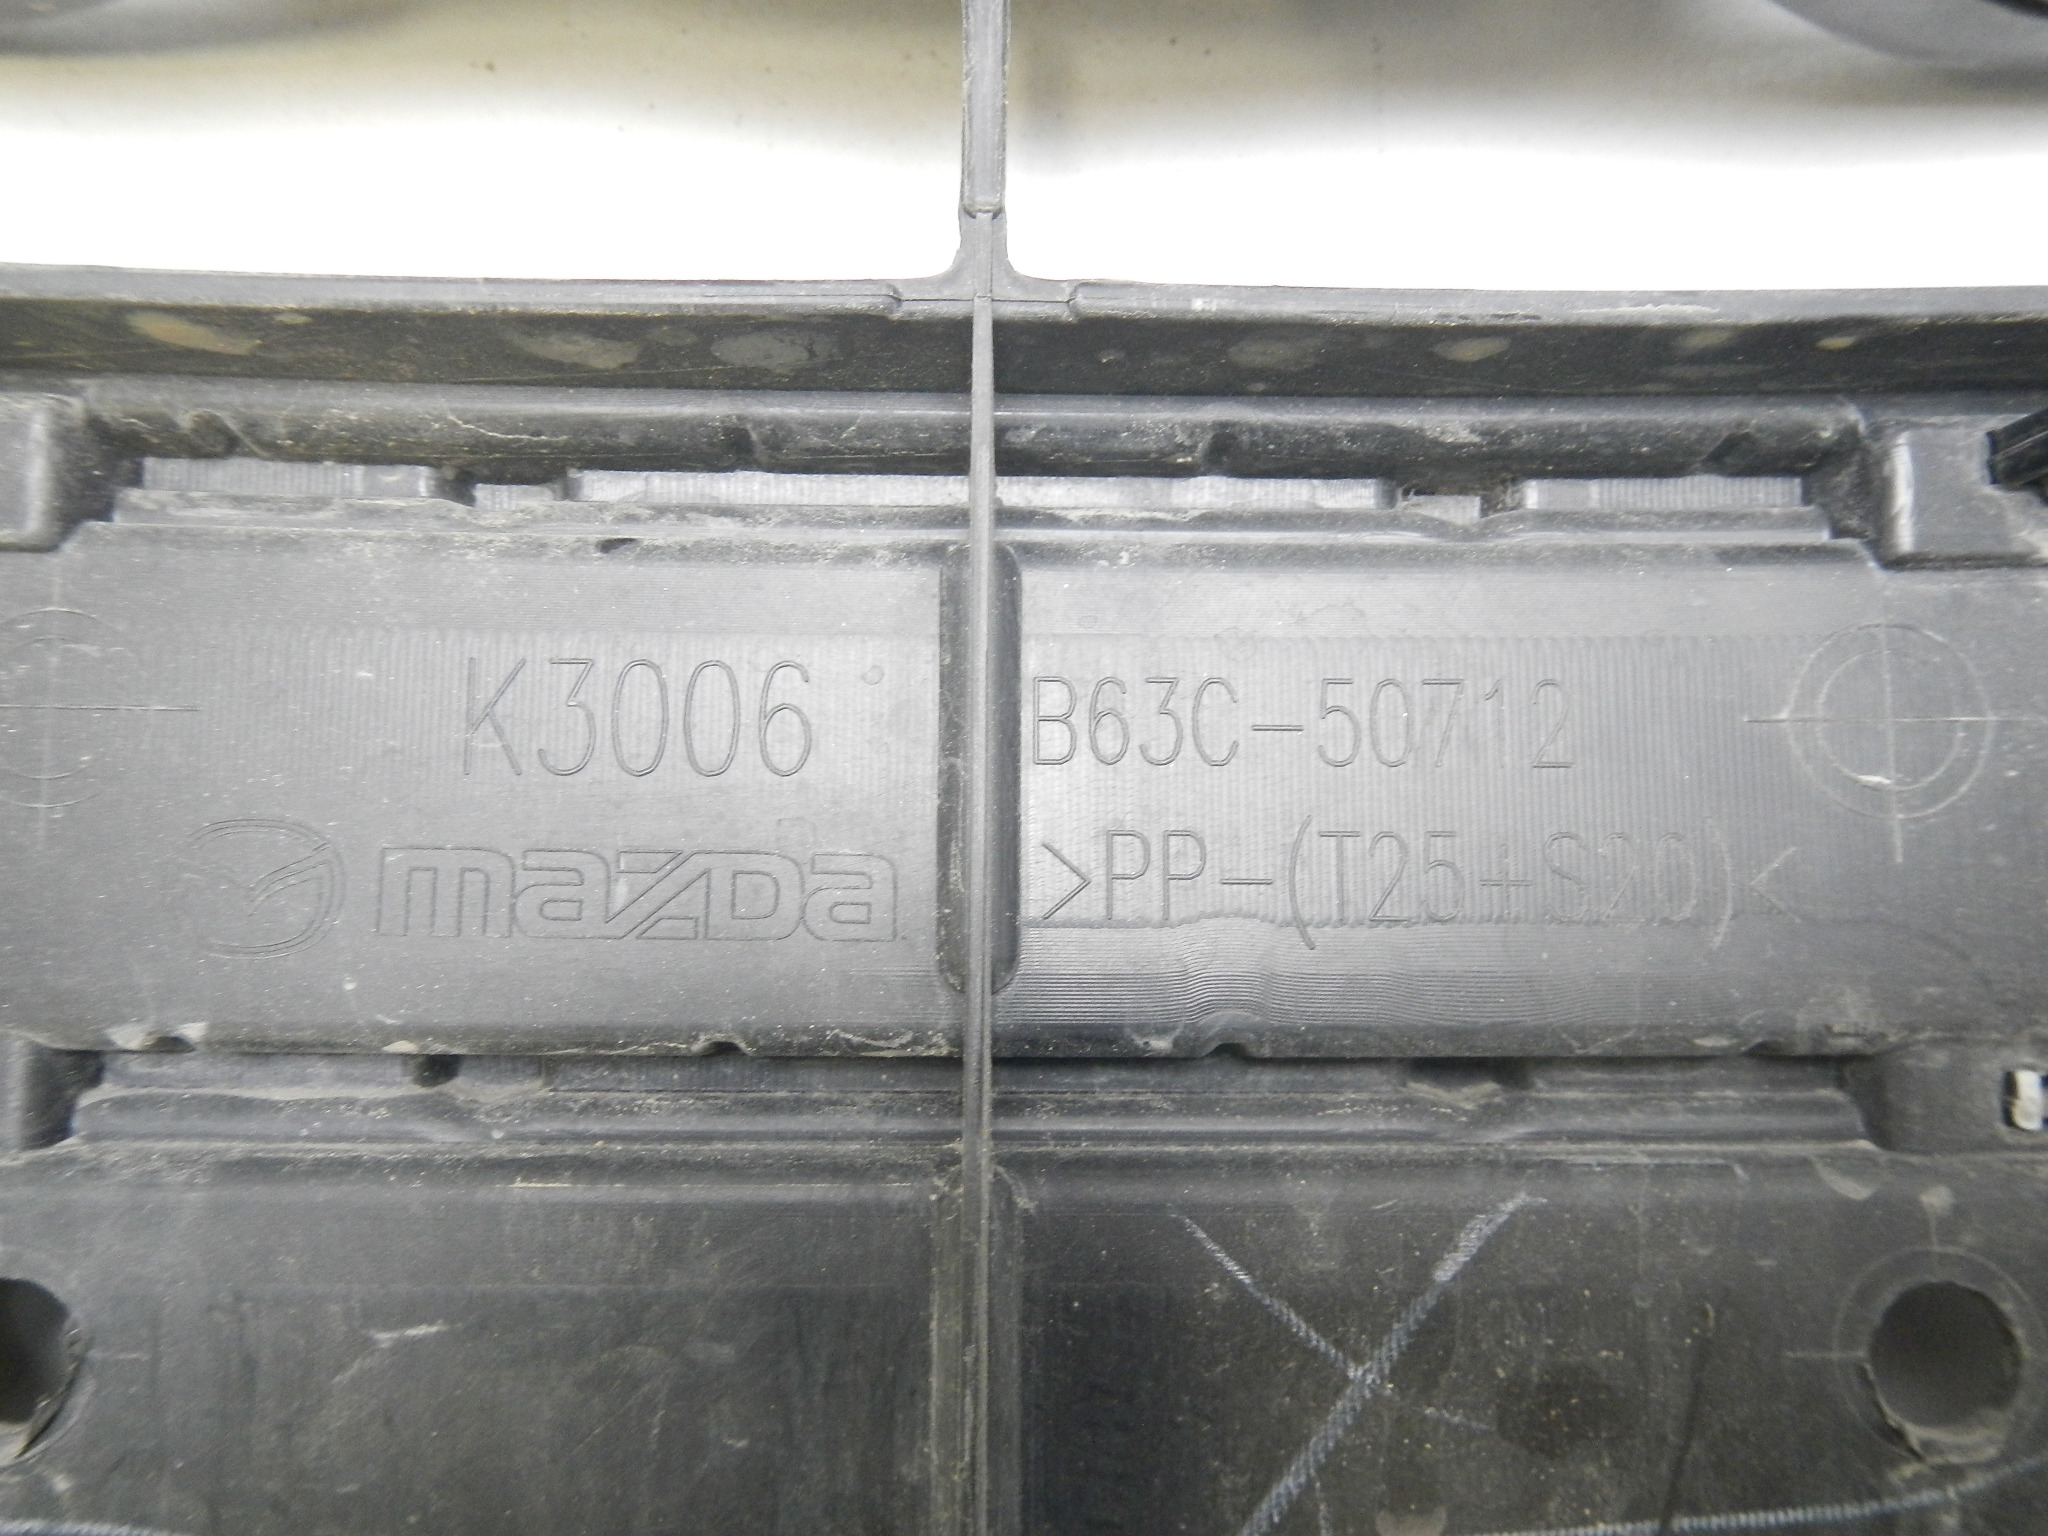 K3006
mazda
B63C-50712
>PP-(T25+S20)<